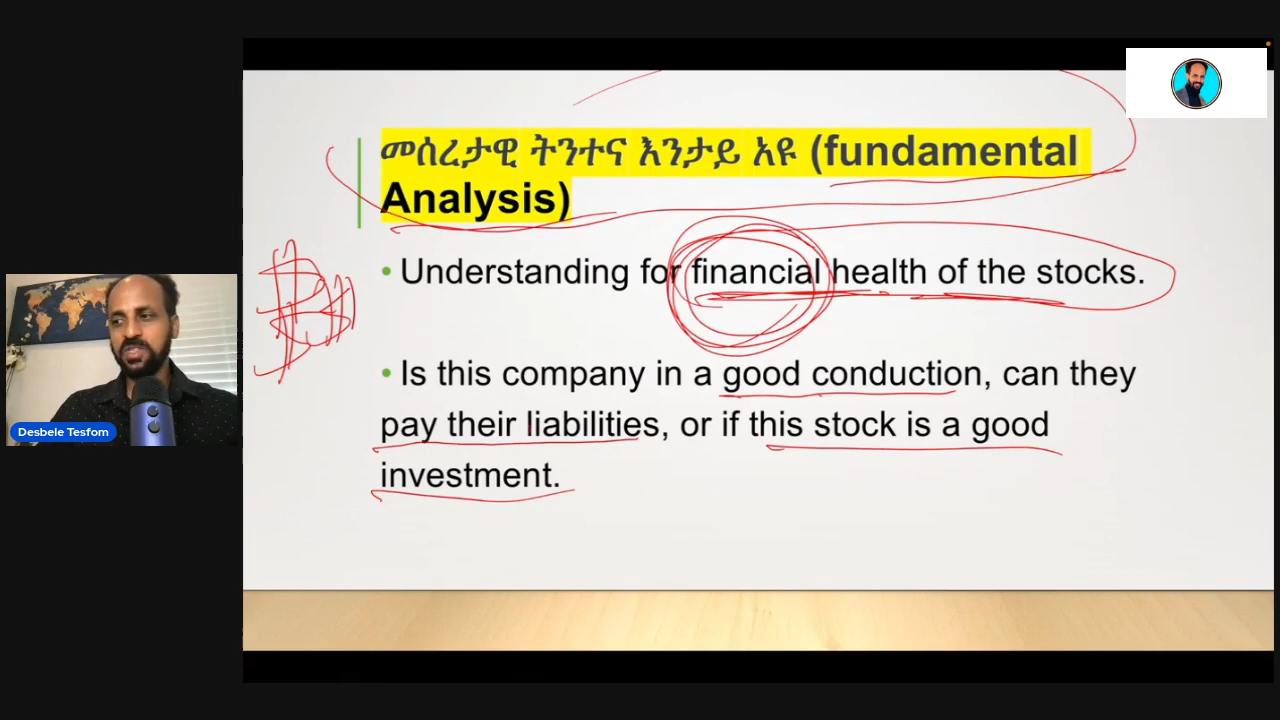 መሰረታዊ ትንተና እንታይ እዩ (fundamental
Analysis)
• Understanding for financial health of the stocks.
• Is this company in a good conduction, can they
pay their liabilities, or if this stock is a good
investment.
Desbele Tesfom